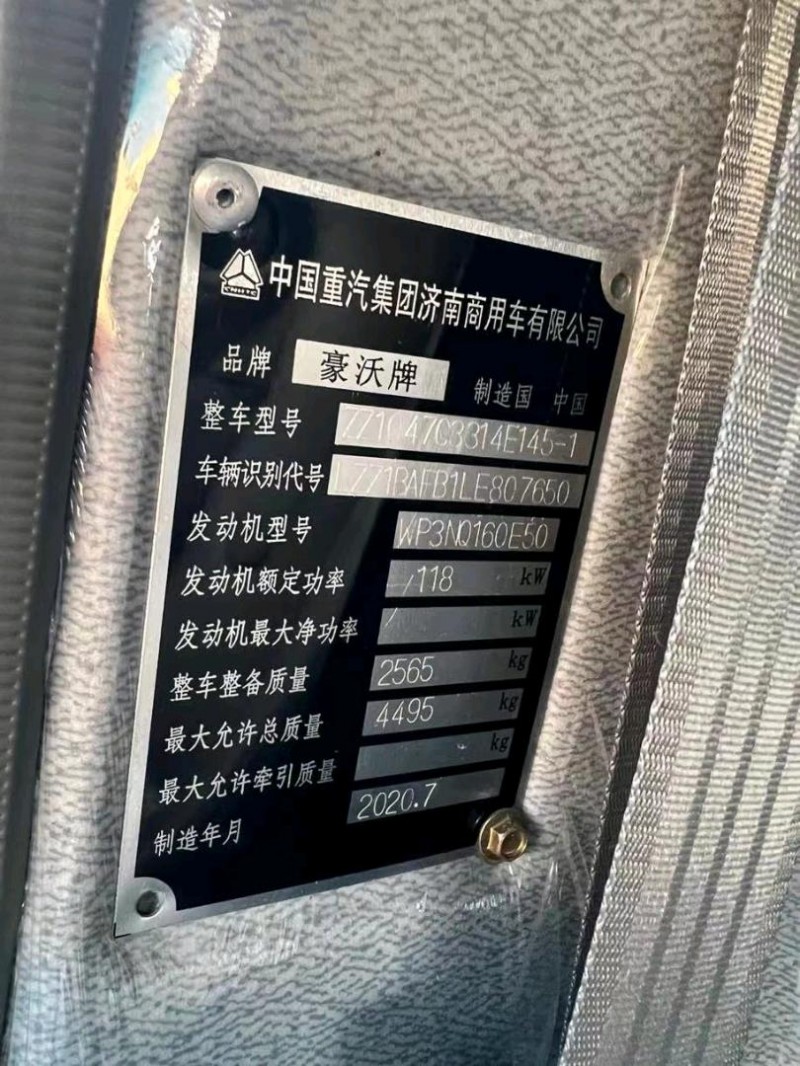 CNHTC 中国重汽集团济南商用车有限公司
品牌 豪沃牌 制造国 中国
整车型号 ZZ1047C3314E145-1
车辆识别代号 LZZ1BAFB1LE807650
发动机型号 WP3NQ160E50
发动机额定功率 /118 kW
发动机最大净功率 / kW
整车整备质量 2565 kg
最大允许总质量 4495 kg
最大允许牵引质量 kg
制造年月 2020.7